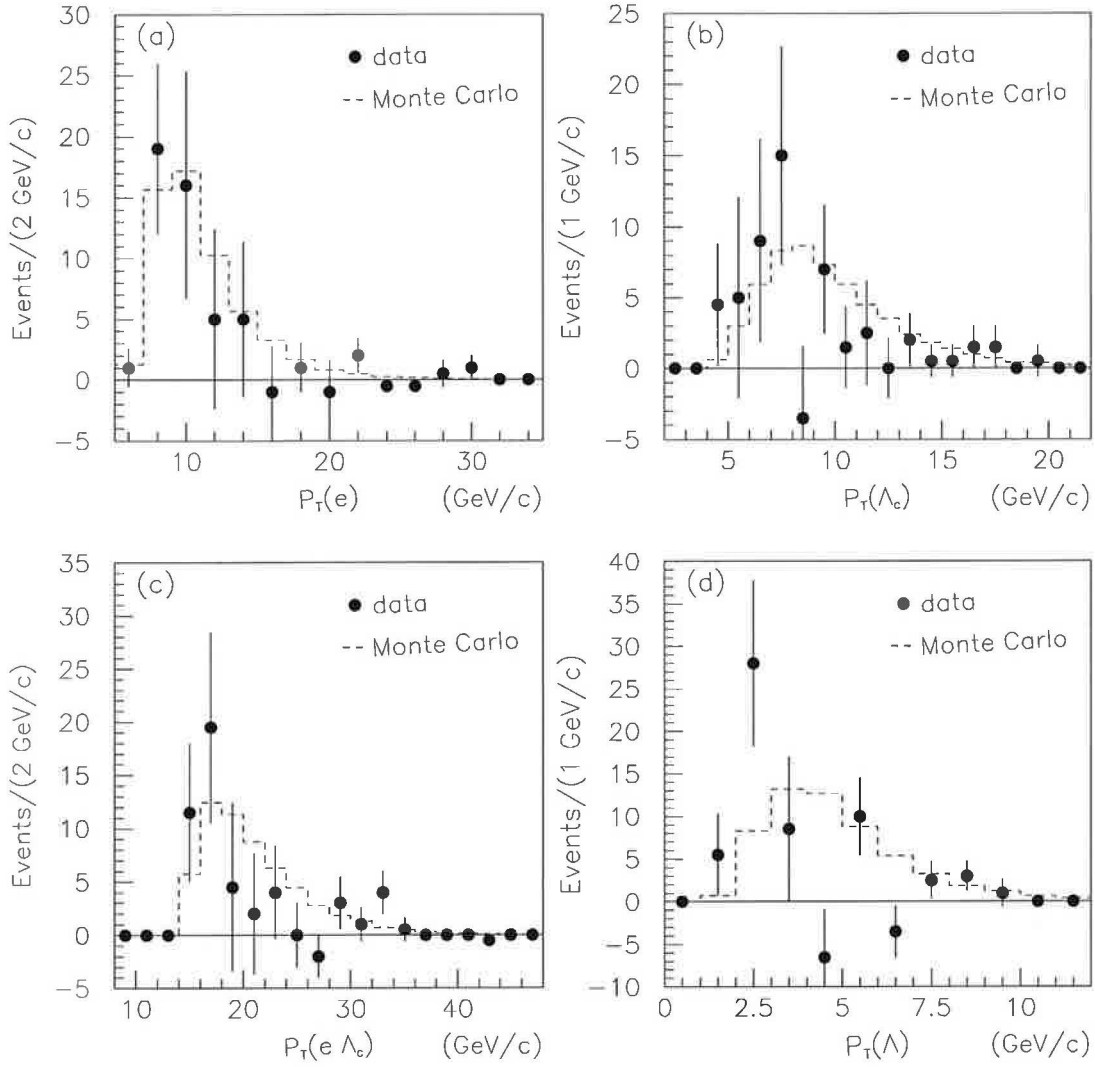 (a)
data
Monte Carlo
Events/(2 GeV/c)
30
25
20
15
10
5
0
−5
10 20 30
P_T(e) (GeV/c)
(b)
data
Monte Carlo
Events/(1 GeV/c)
25
20
15
10
5
0
−5
5 10 15 20
P_T(Λ_c) (GeV/c)
(c)
data
Monte Carlo
Events/(2 GeV/c)
35
30
25
20
15
10
5
0
−5
10 20 30 40
P_T(e Λ_c) (GeV/c)
(d)
data
Monte Carlo
Events/(1 GeV/c)
40
35
30
25
20
15
10
5
0
−5
−10
0 2.5 5 7.5 10
P_T(Λ) (GeV/c)